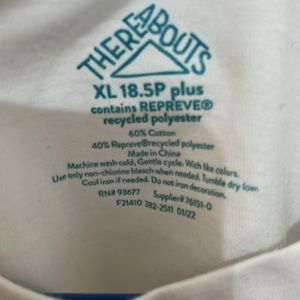 THEREABOUTS
XL 18.5P plus
contains REPREVE®
recycled polyester
60% Cotton
40% Repreve®recycled polyester
Made in China
Machine wash cold, Gentle cycle. With like colors.
Use only non-chlorine bleach when needed. Tumble dry low.
Cool iron if needed. Do not iron decoration.
RN# 93677 Supplier# 76151-0
F21410 382-2511 01/22